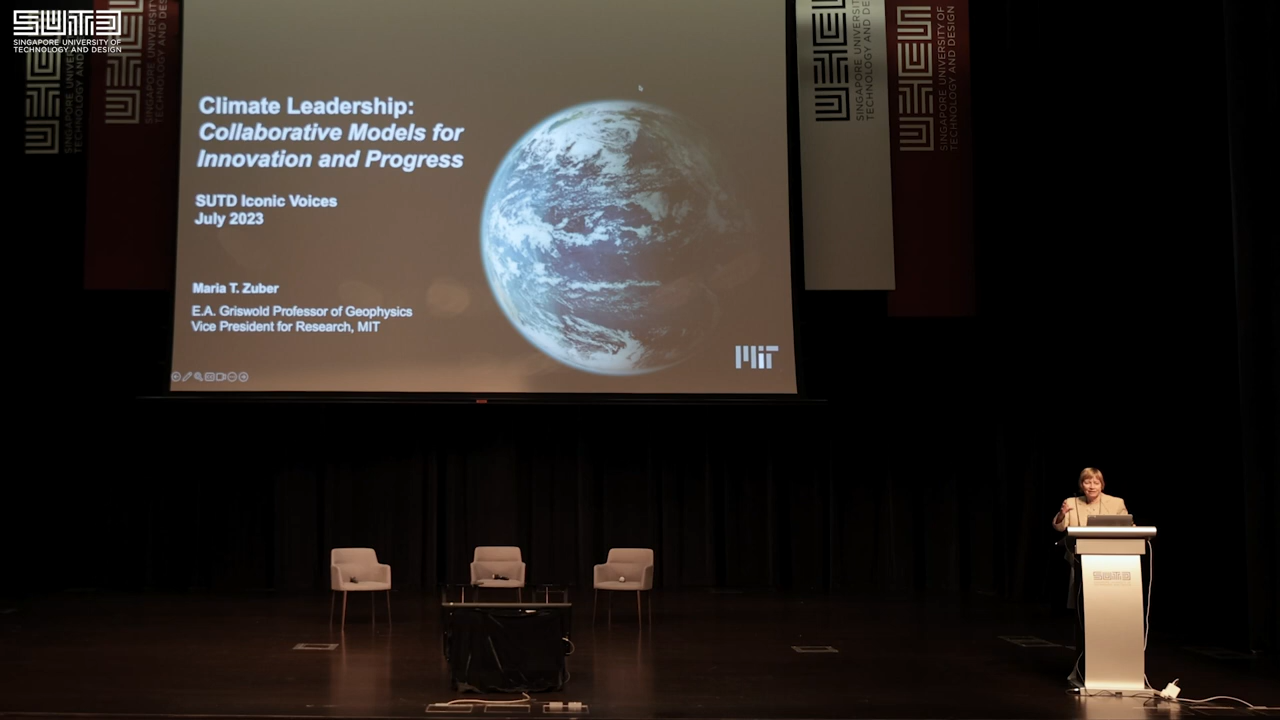 SUTD
SINGAPORE UNIVERSITY OF
TECHNOLOGY AND DESIGN
Climate Leadership:
Collaborative Models for
Innovation and Progress
SUTD Iconic Voices
July 2023
Maria T. Zuber
E.A. Griswold Professor of Geophysics
Vice President for Research, MIT
MIT
SINGAPORE UNIVERSITY OF
TECHNOLOGY AND DE
SINGAPORE UNIVERSITY OF
TECHNOLOGY AND DESIGN